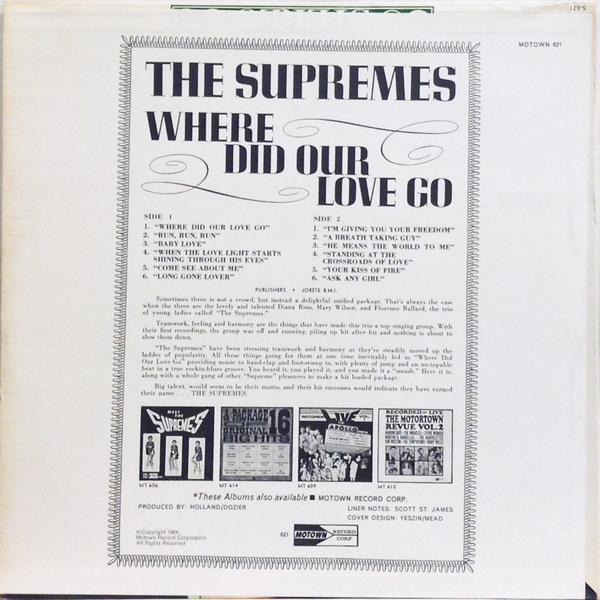 MOTOWN 621
THE SUPREMES
WHERE
DID OUR
LOVE GO
SIDE 1
1. "WHERE DID OUR LOVE GO"
2. "RUN, RUN, RUN"
3. "BABY LOVE"
4. "WHEN THE LOVE LIGHT STARTS
SHINING THROUGH HIS EYES"
5. "COME SEE ABOUT ME"
6. "LONG GONE LOVER"
SIDE 2
1. "I'M GIVING YOU YOUR FREEDOM"
2. "A BREATH TAKING GUY"
3. "HE MEANS THE WORLD TO ME"
4. "STANDING AT THE
CROSSROADS OF LOVE"
5. "YOUR KISS OF FIRE"
6. "ASK ANY GIRL"
PUBLISHERS • JOBETE B.M.I.
Sometimes three is not a crowd, but instead a delightful unified package. That's always the case
when the three are the lovely and talented Diana Ross, Mary Wilson, and Florence Ballard, the trio
of young ladies called "The Supremes."
Teamwork, feeling and harmony are the things that have made this trio a top singing group. With
their first recordings, the group was off and running, piling up hit after hit and nothing is about to
slow them down.
"The Supremes" have been stressing teamwork and harmony as they've steadily moved up the
ladder of popularity. All these things going for them at one time inevitably led to "Where Did
Our Love Go" providing music to hand-clap and foot-stomp to, with plenty of jump and an un-stopable
beat in a true rockin-blues groove. You heard it, you played it, and you made it a "smash." Here it is,
along with a whole gang of other "Supreme" pleasures to make a hit loaded package.
Big talent, would seem to be their motto, and their hit successes would indicate they have earned
their name . . . THE SUPREMES.
MEET THE
SUPREMES
A PACKAGE
OF 16
ORIGINAL
BIG HITS
MOTORTOWN
LIVE
APOLLO
RECORDED LIVE
THE MOTORTOWN
REVUE VOL. 2
MT 606
MT 614
MT 609
MT 615
*These Albums also available ■ MOTOWN RECORD CORP.
PRODUCED BY: HOLLAND/DOZIER
LINER NOTES: SCOTT ST. JAMES
COVER DESIGN: YESZIN/MEAD
© Copyright 1964
Motown Record Corporation
All Rights Reserved
621
MOTOWN
RECORD
CORP